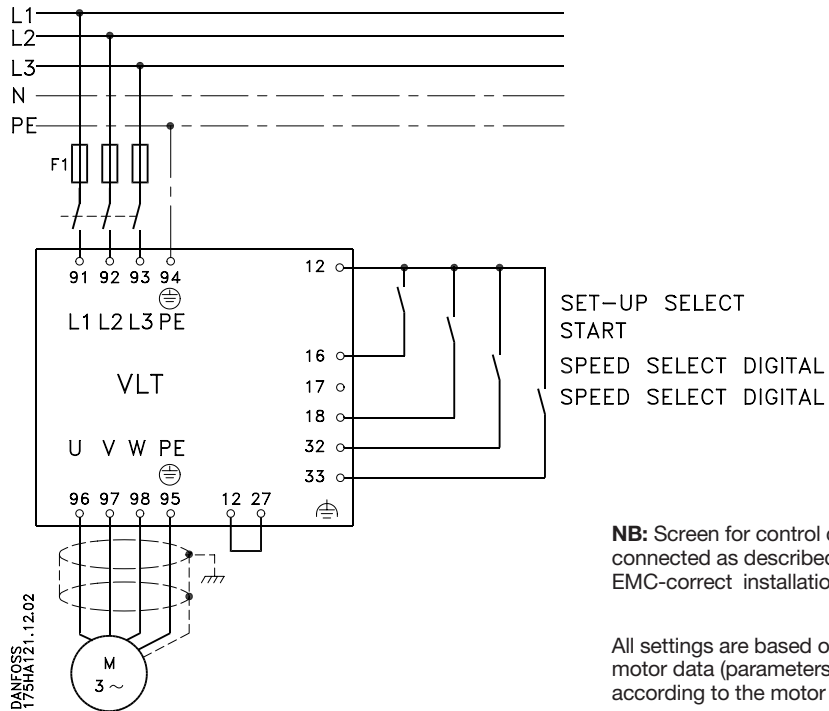 L1
L2
L3
N
PE
F1
91 92 93 94
L1 L2 L3 PE
VLT
U V W PE
96 97 98 95
12 27
12
16
17
18
32
33
SET-UP SELECT
START
SPEED SELECT DIGITAL
SPEED SELECT DIGITAL
M
3 ~
DANFOSS
175HA121.12.02
NB: Screen for control c
connected as described
EMC-correct installatio
All settings are based o
motor data (parameters
according to the motor